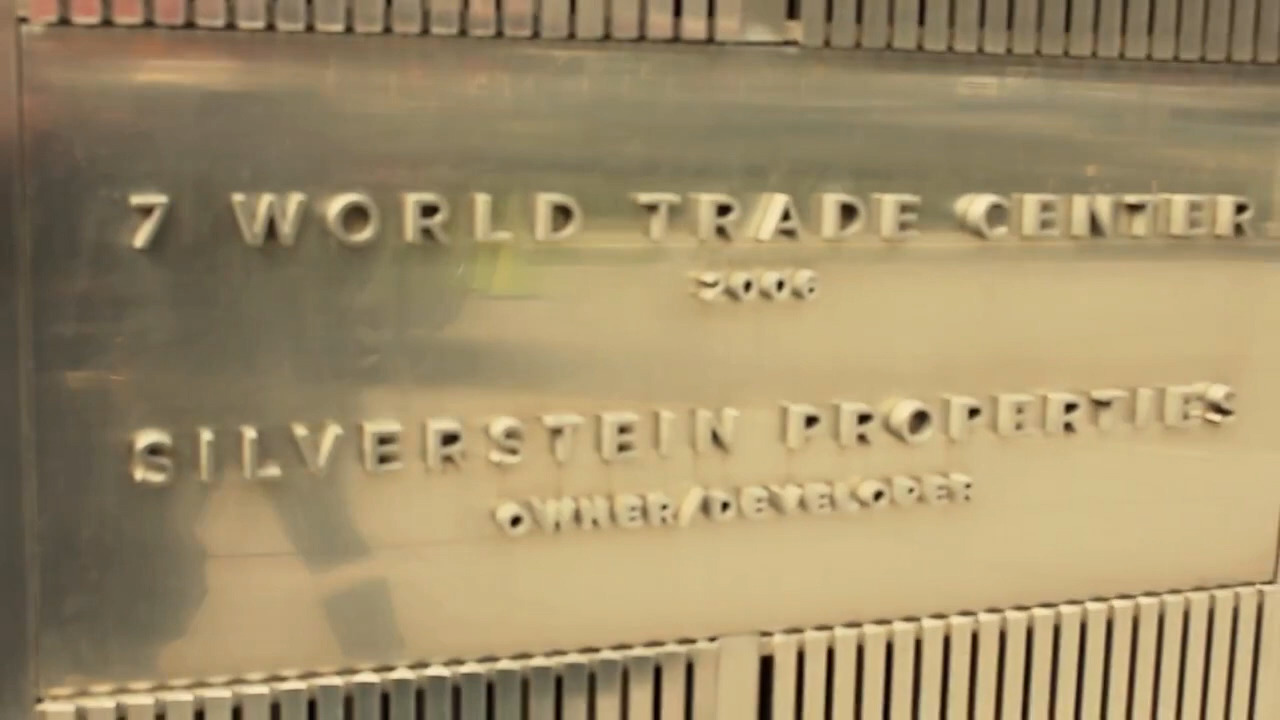 7 WORLD TRADE CENTER
2006
SILVERSTEIN PROPERTIES
OWNER/DEVELOPER